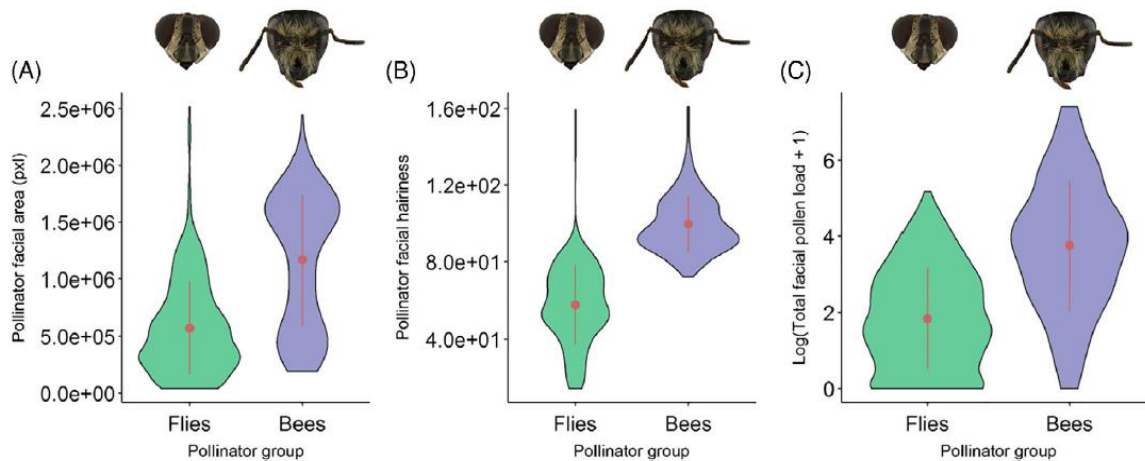 (A)
Pollinator facial area (pxl)
2.5e+06
2.0e+06
1.5e+06
1.0e+06
5.0e+05
0.0e+00
Flies
Bees
Pollinator group
(B)
Pollinator facial hairiness
1.6e+02
1.2e+02
8.0e+01
4.0e+01
Flies
Bees
Pollinator group
(C)
Log(Total facial pollen load + 1)
6
4
2
0
Flies
Bees
Pollinator group